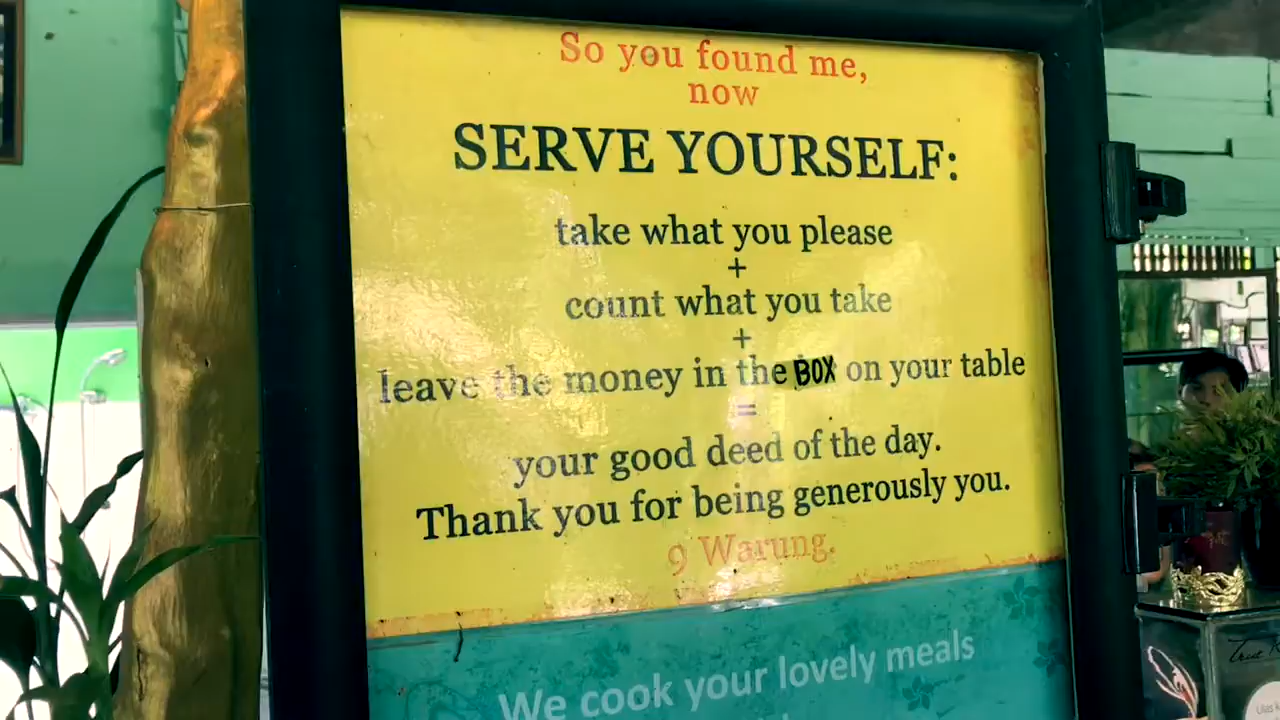 So you found me,
now
SERVE YOURSELF:
take what you please
+
count what you take
+
leave the money in the BOX on your table
=
your good deed of the day.
Thank you for being generously you.
9 Warung.
We cook your lovely meals